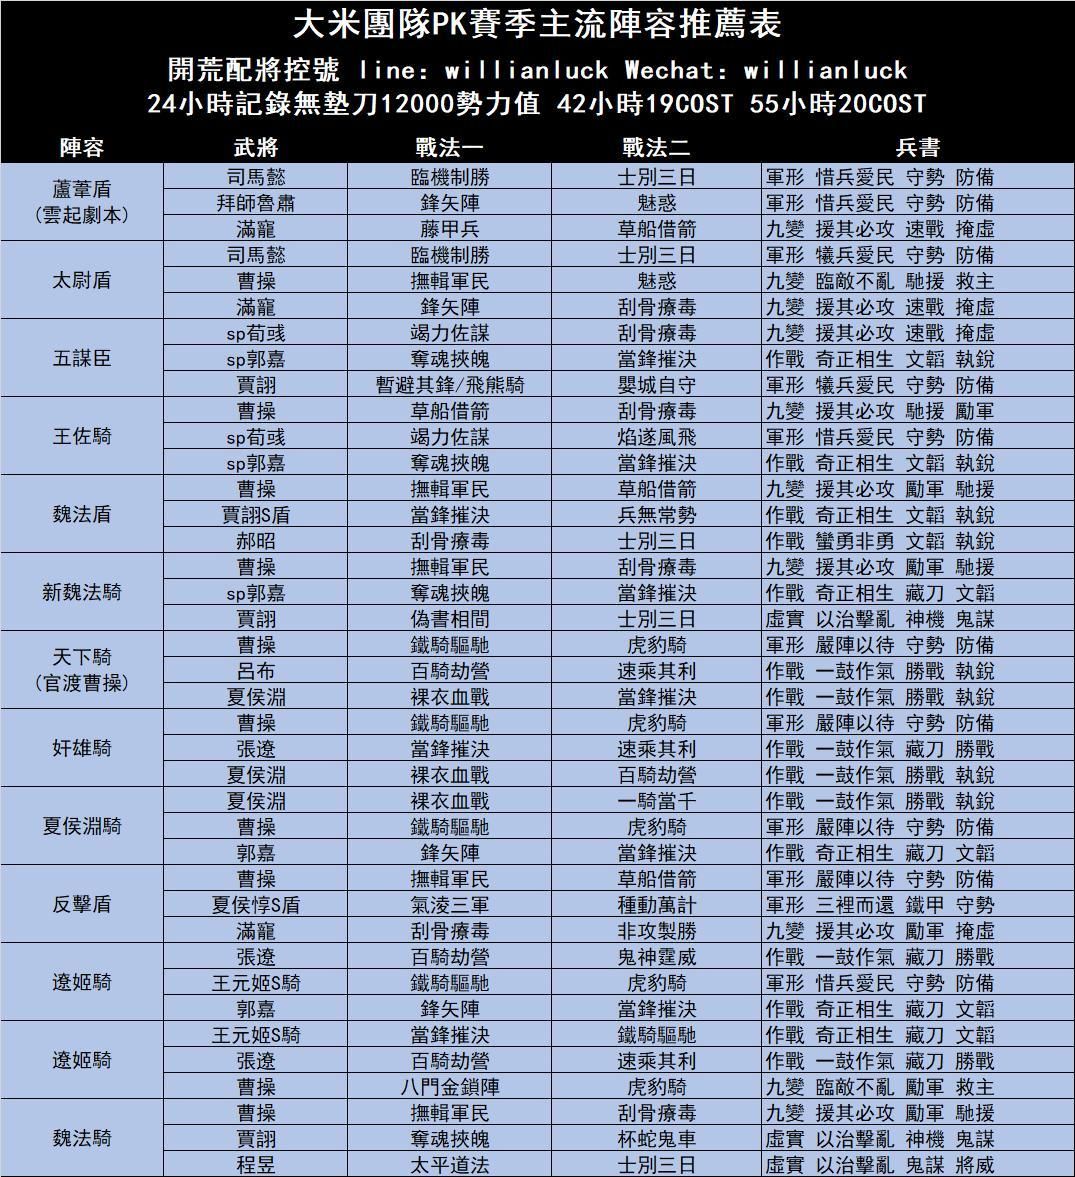 大米團隊PK賽季主流陣容推薦表
開荒配將控號 line：willianluck Wechat：willianluck
24小時記錄無墊刀12000勢力值 42小時19COST 55小時20COST
陣容 武將 戰法一 戰法二 兵書
蘆葦盾（雲起劇本）
司馬懿 臨機制勝 士別三日 軍形 惜兵愛民 守勢 防備
拜師魯肅 鋒矢陣 魅惑 軍形 惜兵愛民 守勢 防備
滿寵 藤甲兵 草船借箭 九變 援其必攻 速戰 掩虛
太尉盾
司馬懿 臨機制勝 士別三日 軍形 犧兵愛民 守勢 防備
曹操 撫輯軍民 魅惑 九變 臨敵不亂 馳援 救主
滿寵 鋒矢陣 刮骨療毒 九變 援其必攻 速戰 掩虛
五謀臣
sp荀彧 竭力佐謀 刮骨療毒 九變 援其必攻 速戰 掩虛
sp郭嘉 奪魂挾魄 當鋒摧決 作戰 奇正相生 文韜 執銳
賈詡 暫避其鋒/飛熊騎 嬰城自守 軍形 犧兵愛民 守勢 防備
王佐騎
曹操 草船借箭 刮骨療毒 九變 援其必攻 馳援 勵軍
sp荀彧 竭力佐謀 焰遂風飛 軍形 惜兵愛民 守勢 防備
sp郭嘉 奪魂挾魄 當鋒摧決 作戰 奇正相生 文韜 執銳
魏法盾
曹操 撫輯軍民 草船借箭 九變 援其必攻 勵軍 馳援
賈詡S盾 當鋒摧決 兵無常勢 作戰 奇正相生 文韜 執銳
郝昭 刮骨療毒 士別三日 作戰 蠻勇非勇 文韜 執銳
新魏法騎
曹操 撫輯軍民 刮骨療毒 九變 援其必攻 勵軍 馳援
sp郭嘉 奪魂挾魄 當鋒摧決 作戰 奇正相生 藏刀 文韜
賈詡 偽書相間 士別三日 虛實 以治擊亂 神機 鬼謀
天下騎（官渡曹操）
曹操 鐵騎驅馳 虎豹騎 軍形 嚴陣以待 守勢 防備
呂布 百騎劫營 速乘其利 作戰 一鼓作氣 勝戰 執銳
夏侯淵 裸衣血戰 當鋒摧決 作戰 一鼓作氣 勝戰 執銳
奸雄騎
曹操 鐵騎驅馳 虎豹騎 軍形 嚴陣以待 守勢 防備
張遼 當鋒摧決 速乘其利 作戰 一鼓作氣 藏刀 勝戰
夏侯淵 裸衣血戰 百騎劫營 作戰 一鼓作氣 勝戰 執銳
夏侯淵騎
夏侯淵 裸衣血戰 一騎當千 作戰 一鼓作氣 勝戰 執銳
曹操 鐵騎驅馳 虎豹騎 軍形 嚴陣以待 守勢 防備
郭嘉 鋒矢陣 當鋒摧決 作戰 奇正相生 藏刀 文韜
反擊盾
曹操 撫輯軍民 草船借箭 軍形 嚴陣以待 守勢 防備
夏侯惇S盾 氣淩三軍 種動萬計 軍形 三裡而還 鐵甲 守勢
滿寵 刮骨療毒 非攻製勝 九變 援其必攻 勵軍 掩虛
遼姬騎
張遼 百騎劫營 鬼神霆威 作戰 一鼓作氣 藏刀 勝戰
王元姬S騎 鐵騎驅馳 虎豹騎 軍形 惜兵愛民 守勢 防備
郭嘉 鋒矢陣 當鋒摧決 作戰 奇正相生 藏刀 文韜
遼姬騎
王元姬S騎 當鋒摧決 鐵騎驅馳 作戰 奇正相生 藏刀 文韜
張遼 百騎劫營 速乘其利 作戰 一鼓作氣 藏刀 勝戰
曹操 八門金鎖陣 虎豹騎 九變 臨敵不亂 勵軍 救主
魏法騎
曹操 撫輯軍民 刮骨療毒 九變 援其必攻 勵軍 馳援
賈詡 奪魂挾魄 杯蛇鬼車 虛實 以治擊亂 神機 鬼謀
程昱 太平道法 士別三日 虛實 以治擊亂 鬼謀 將威